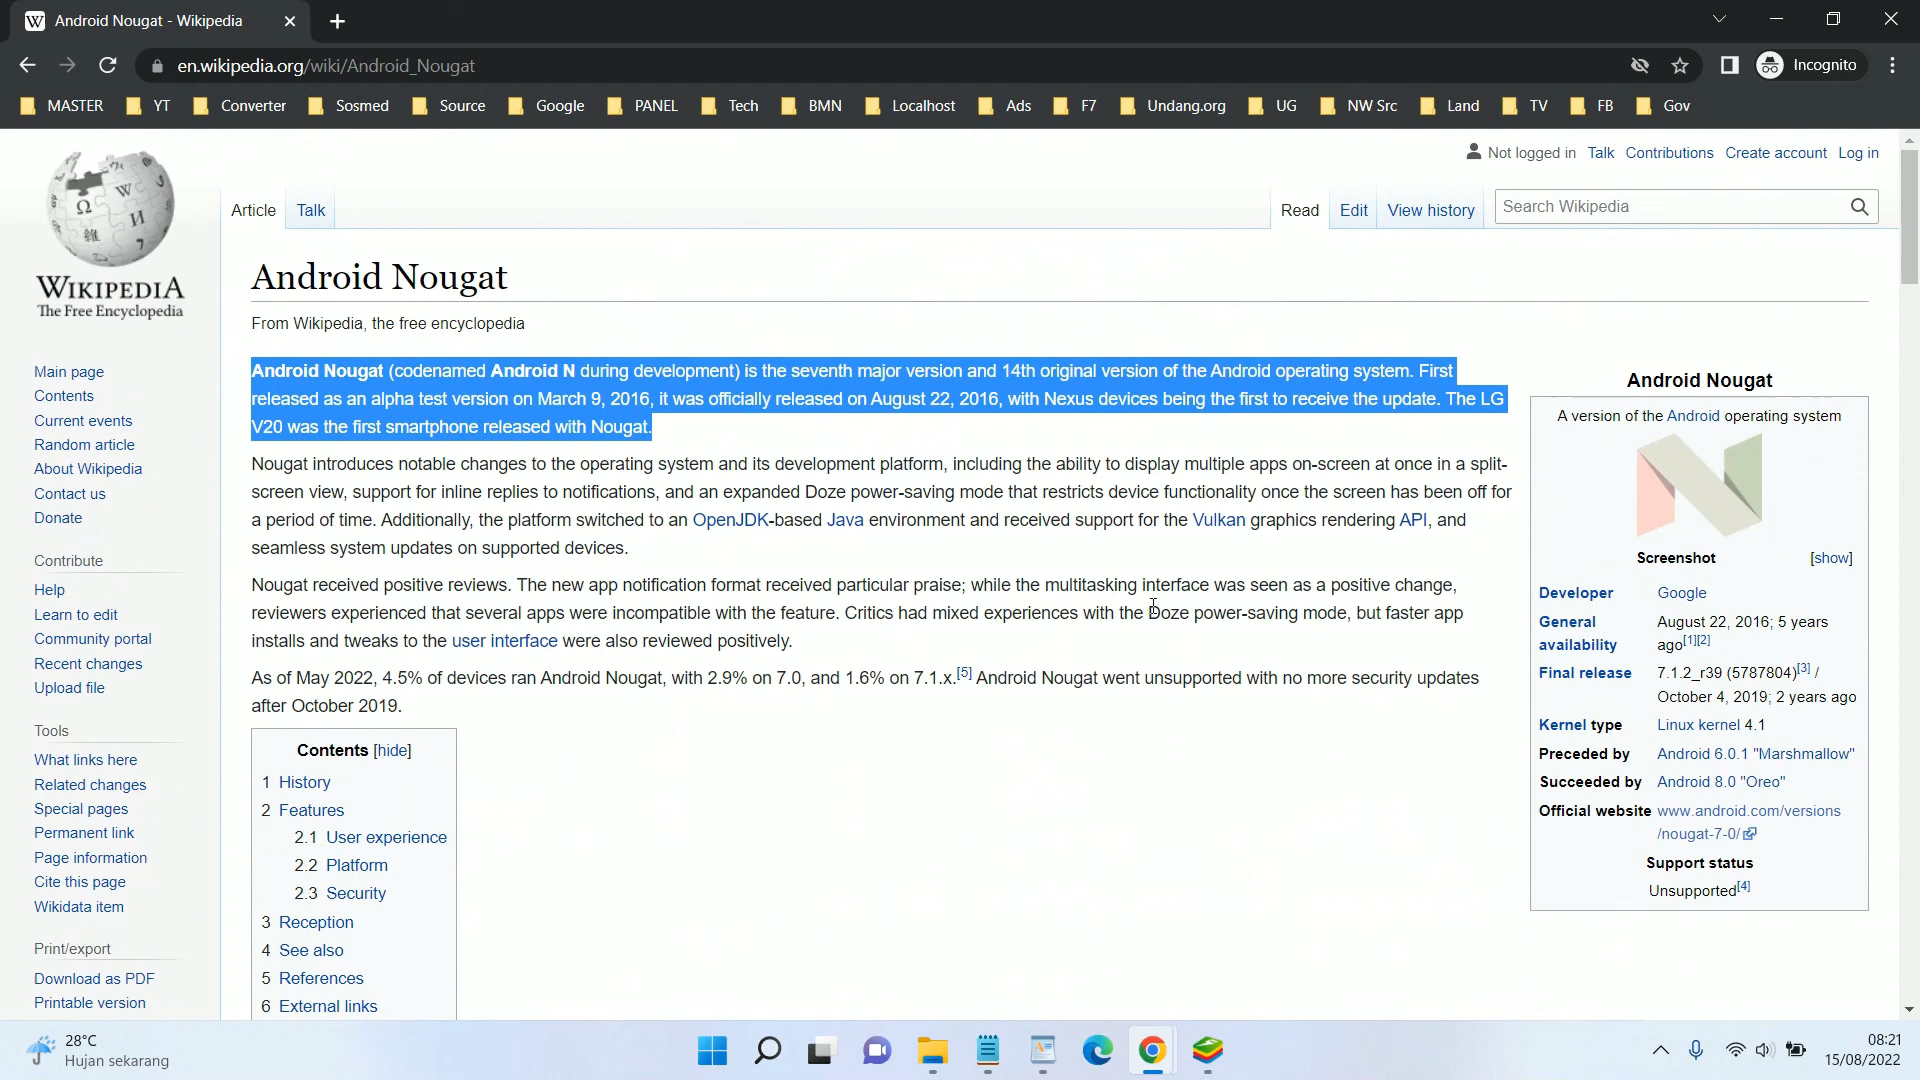 Android Nougat - Wikipedia
en.wikipedia.org/wiki/Android_Nougat
Incognito
MASTER YT Converter Sosmed Source Google PANEL Tech BMN Localhost Ads F7 Undang.org UG NW Src Land TV FB Gov
Not logged in Talk Contributions Create account Log in
Article Talk Read Edit View history Search Wikipedia
WIKIPEDIA
The Free Encyclopedia
Main page
Contents
Current events
Random article
About Wikipedia
Contact us
Donate
Contribute
Help
Learn to edit
Community portal
Recent changes
Upload file
Tools
What links here
Related changes
Special pages
Permanent link
Page information
Cite this page
Wikidata item
Print/export
Download as PDF
Printable version
Android Nougat
From Wikipedia, the free encyclopedia
Android Nougat (codenamed Android N during development) is the seventh major version and 14th original version of the Android operating system. First
released as an alpha test version on March 9, 2016, it was officially released on August 22, 2016, with Nexus devices being the first to receive the update. The LG
V20 was the first smartphone released with Nougat.
Nougat introduces notable changes to the operating system and its development platform, including the ability to display multiple apps on-screen at once in a split-
screen view, support for inline replies to notifications, and an expanded Doze power-saving mode that restricts device functionality once the screen has been off for
a period of time. Additionally, the platform switched to an OpenJDK-based Java environment and received support for the Vulkan graphics rendering API, and
seamless system updates on supported devices.
Nougat received positive reviews. The new app notification format received particular praise; while the multitasking interface was seen as a positive change,
reviewers experienced that several apps were incompatible with the feature. Critics had mixed experiences with the Doze power-saving mode, but faster app
installs and tweaks to the user interface were also reviewed positively.
As of May 2022, 4.5% of devices ran Android Nougat, with 2.9% on 7.0, and 1.6% on 7.1.x.[5] Android Nougat went unsupported with no more security updates
after October 2019.
Contents [hide]
1 History
2 Features
2.1 User experience
2.2 Platform
2.3 Security
3 Reception
4 See also
5 References
6 External links
Android Nougat
A version of the Android operating system
Screenshot [show]
Developer Google
General availability August 22, 2016; 5 years
ago[1][2]
Final release 7.1.2_r39 (5787804)[3] /
October 4, 2019; 2 years ago
Kernel type Linux kernel 4.1
Preceded by Android 6.0.1 "Marshmallow"
Succeeded by Android 8.0 "Oreo"
Official website www.android.com/versions
/nougat-7-0/
Support status
Unsupported[4]
28°C
Hujan sekarang
08:21
15/08/2022